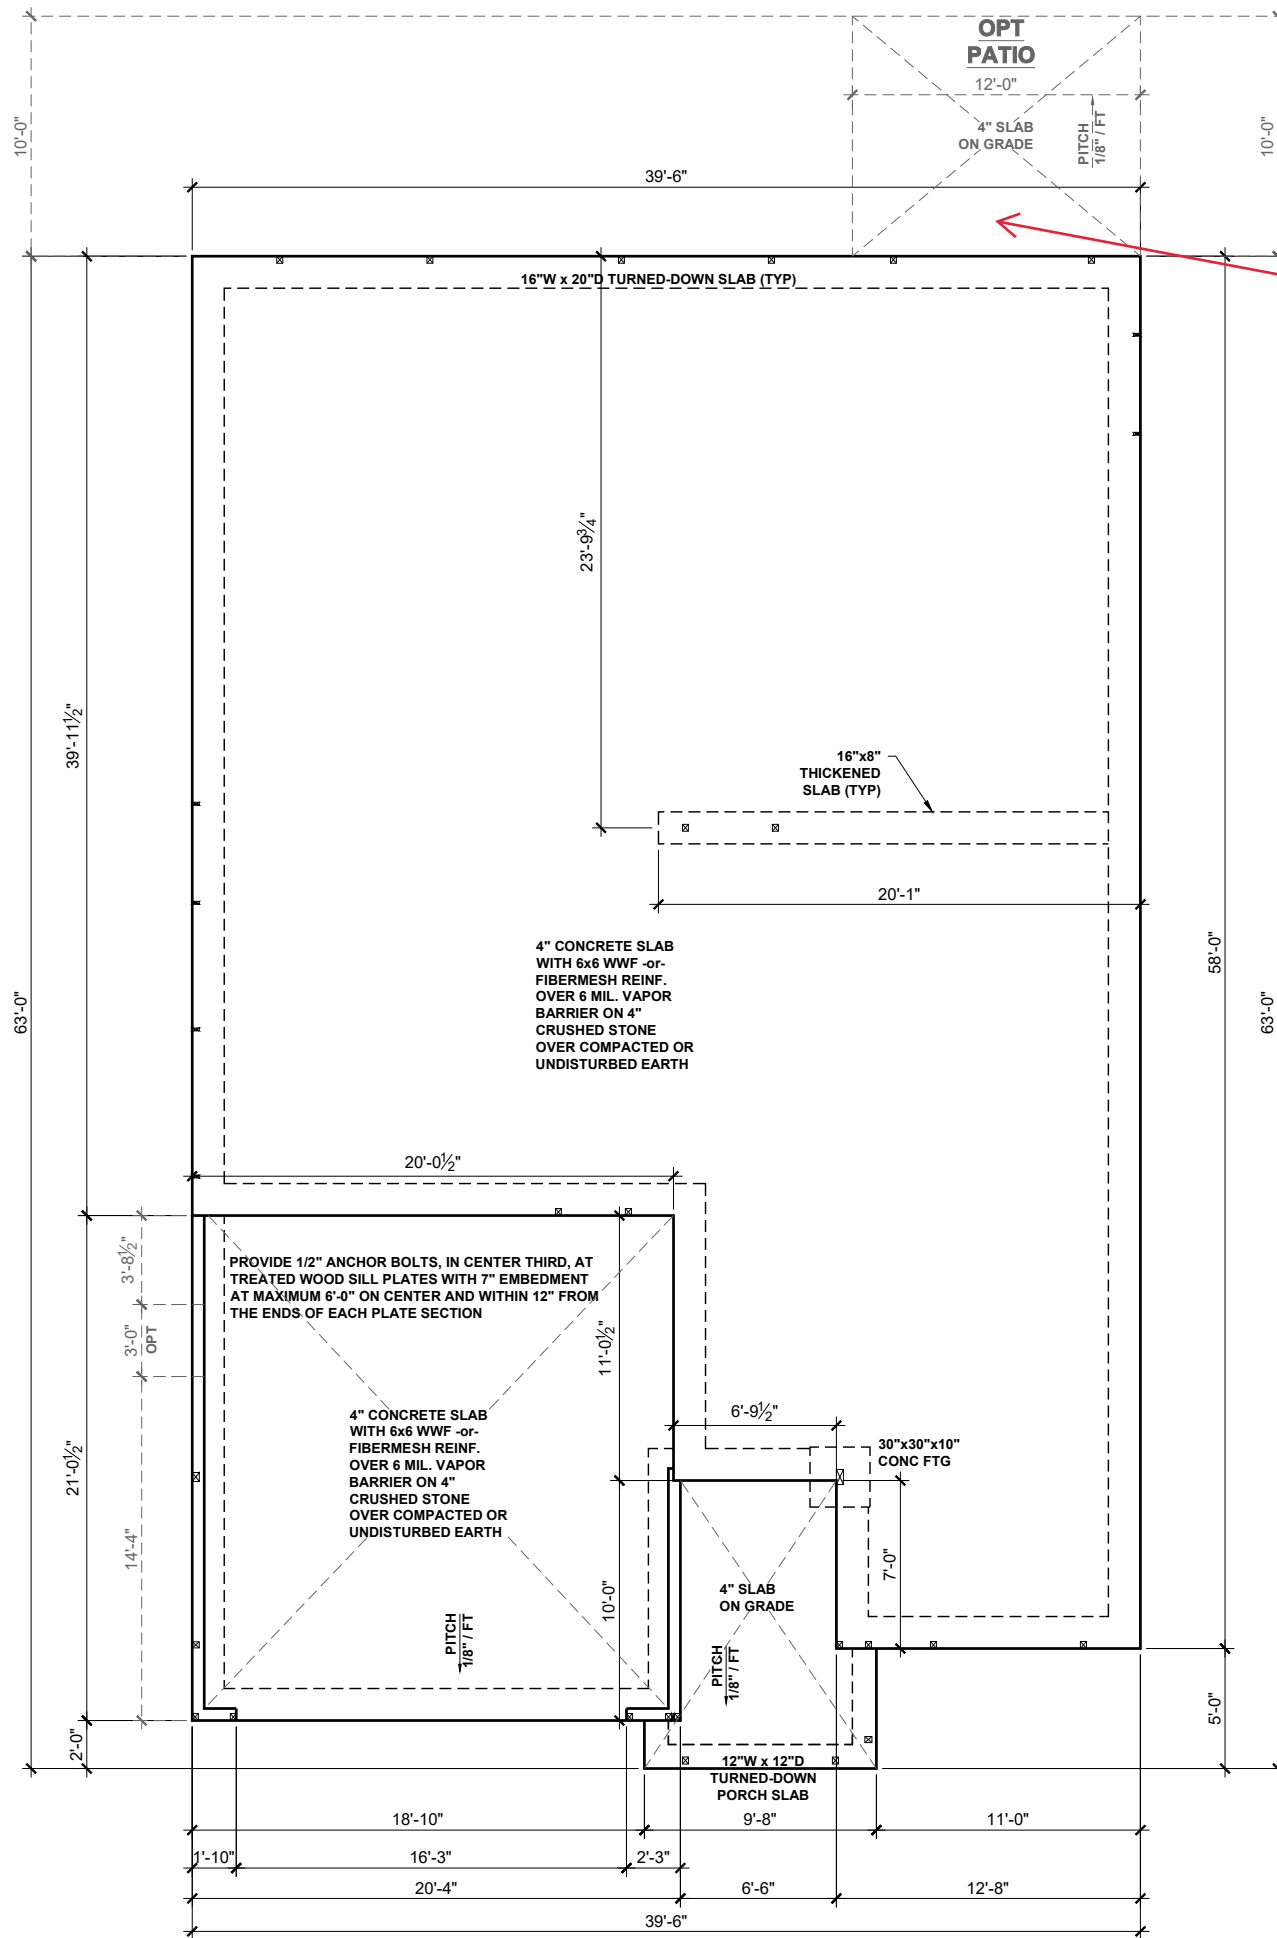 OPT
PATIO
12'-0"
10'-0"
4" SLAB
ON GRADE
PITCH
1/8" / FT
10'-0"
39'-6"
16"W x 20"D TURNED-DOWN SLAB (TYP)
23'-9¾"
39'-11½"
16"x8"
THICKENED
SLAB (TYP)
20'-1"
4" CONCRETE SLAB
WITH 6x6 WWF -or-
FIBERMESH REINF.
OVER 6 MIL. VAPOR
BARRIER ON 4"
CRUSHED STONE
OVER COMPACTED OR
UNDISTURBED EARTH
58'-0"
63'-0"
63'-0"
20'-0½"
3'-8½"
PROVIDE 1/2" ANCHOR BOLTS, IN CENTER THIRD, AT
TREATED WOOD SILL PLATES WITH 7" EMBEDMENT
AT MAXIMUM 6'-0" ON CENTER AND WITHIN 12" FROM
THE ENDS OF EACH PLATE SECTION
3'-0"
OPT
11'-0½"
6'-9½"
30"x30"x10"
CONC FTG
4" CONCRETE SLAB
WITH 6x6 WWF -or-
FIBERMESH REINF.
OVER 6 MIL. VAPOR
BARRIER ON 4"
CRUSHED STONE
OVER COMPACTED OR
UNDISTURBED EARTH
21'-0½"
14'-4"
7'-0"
10'-0"
4" SLAB
ON GRADE
PITCH
1/8" / FT
PITCH
1/8" / FT
5'-0"
2'-0"
12"W x 12"D
TURNED-DOWN
PORCH SLAB
18'-10"
9'-8"
11'-0"
1'-10"
16'-3"
2'-3"
20'-4"
6'-6"
12'-8"
39'-6"